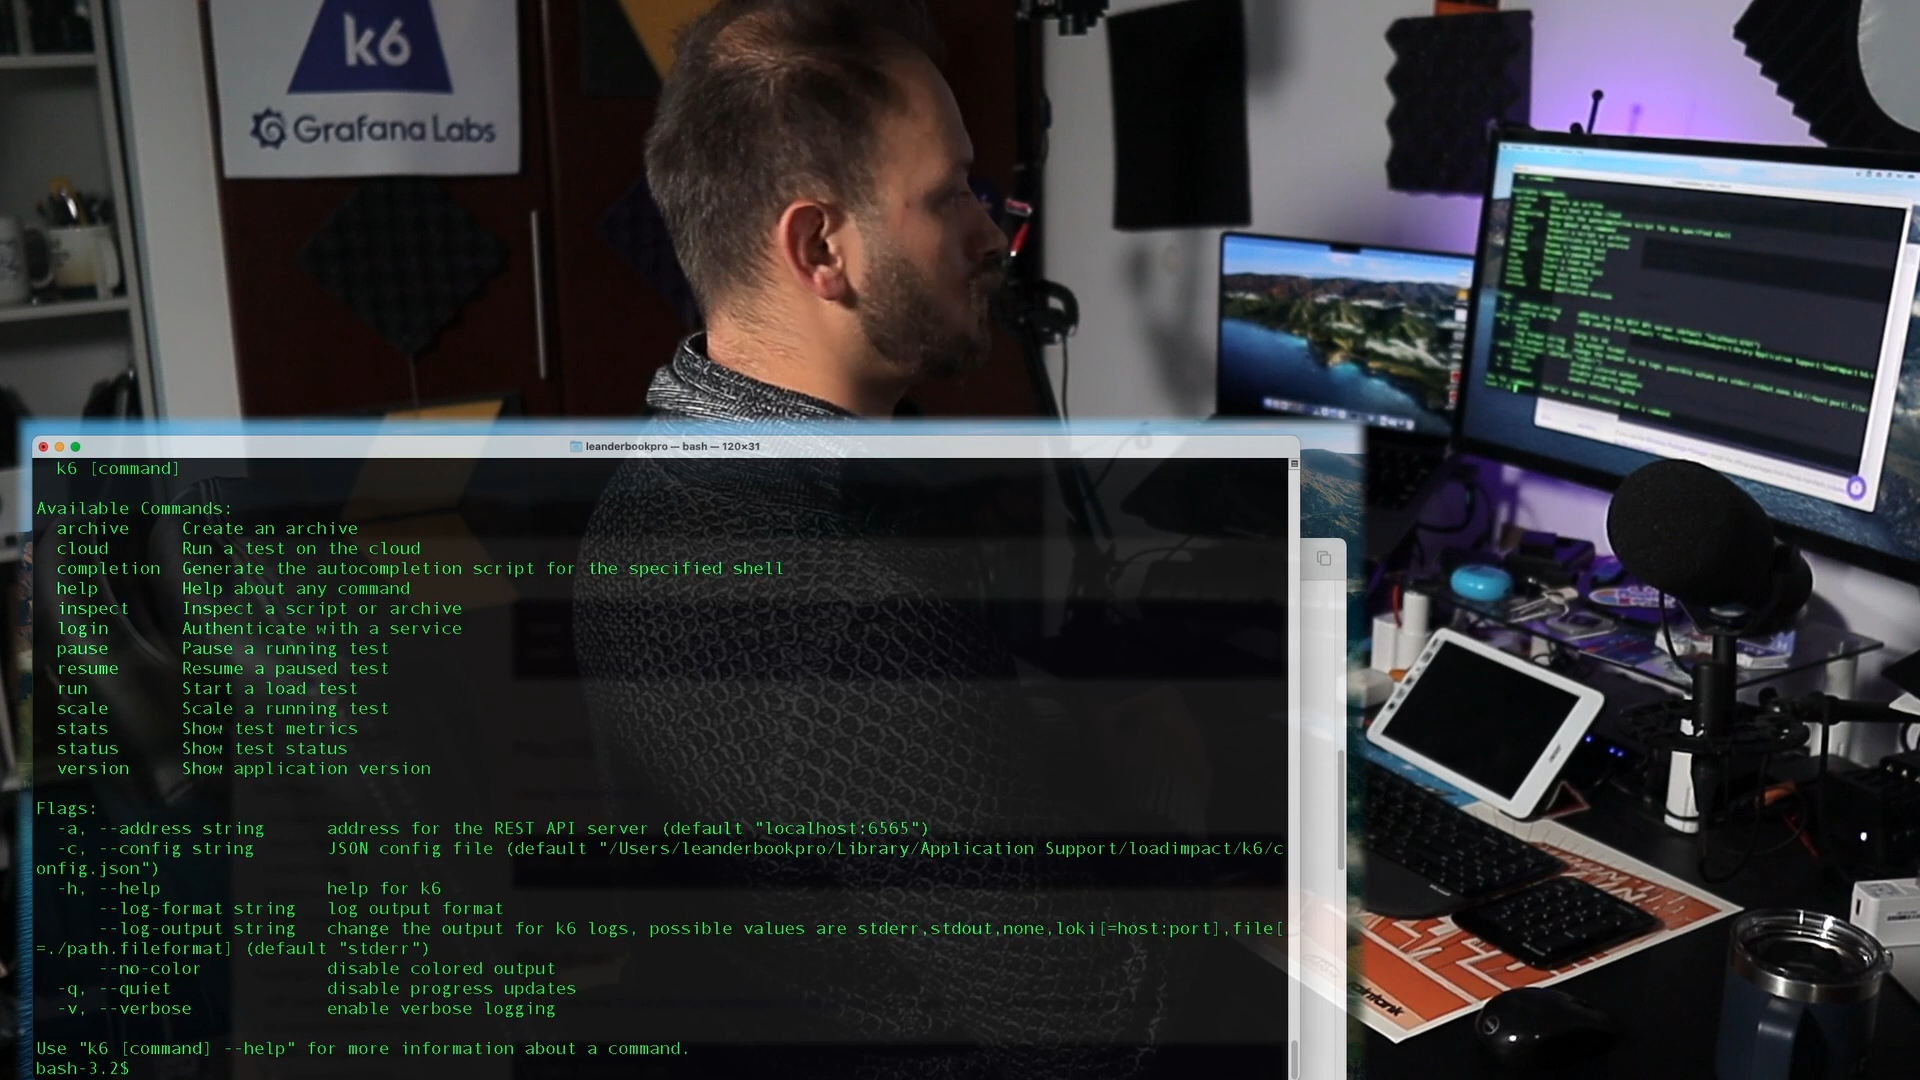 k6
Grafana Labs
leanderbookpro — bash — 120×31
k6 [command]
Available Commands:
archive Create an archive
cloud Run a test on the cloud
completion Generate the autocompletion script for the specified shell
help Help about any command
inspect Inspect a script or archive
login Authenticate with a service
pause Pause a running test
resume Resume a paused test
run Start a load test
scale Scale a running test
stats Show test metrics
status Show test status
version Show application version
Flags:
-a, --address string address for the REST API server (default "localhost:6565")
-c, --config string JSON config file (default "/Users/leanderbookpro/Library/Application Support/loadimpact/k6/c
onfig.json")
-h, --help help for k6
--log-format string log output format
--log-output string change the output for k6 logs, possible values are stderr,stdout,none,loki[=host:port],file[
=./path.fileformat] (default "stderr")
--no-color disable colored output
-q, --quiet disable progress updates
-v, --verbose enable verbose logging
Use "k6 [command] --help" for more information about a command.
bash-3.2$